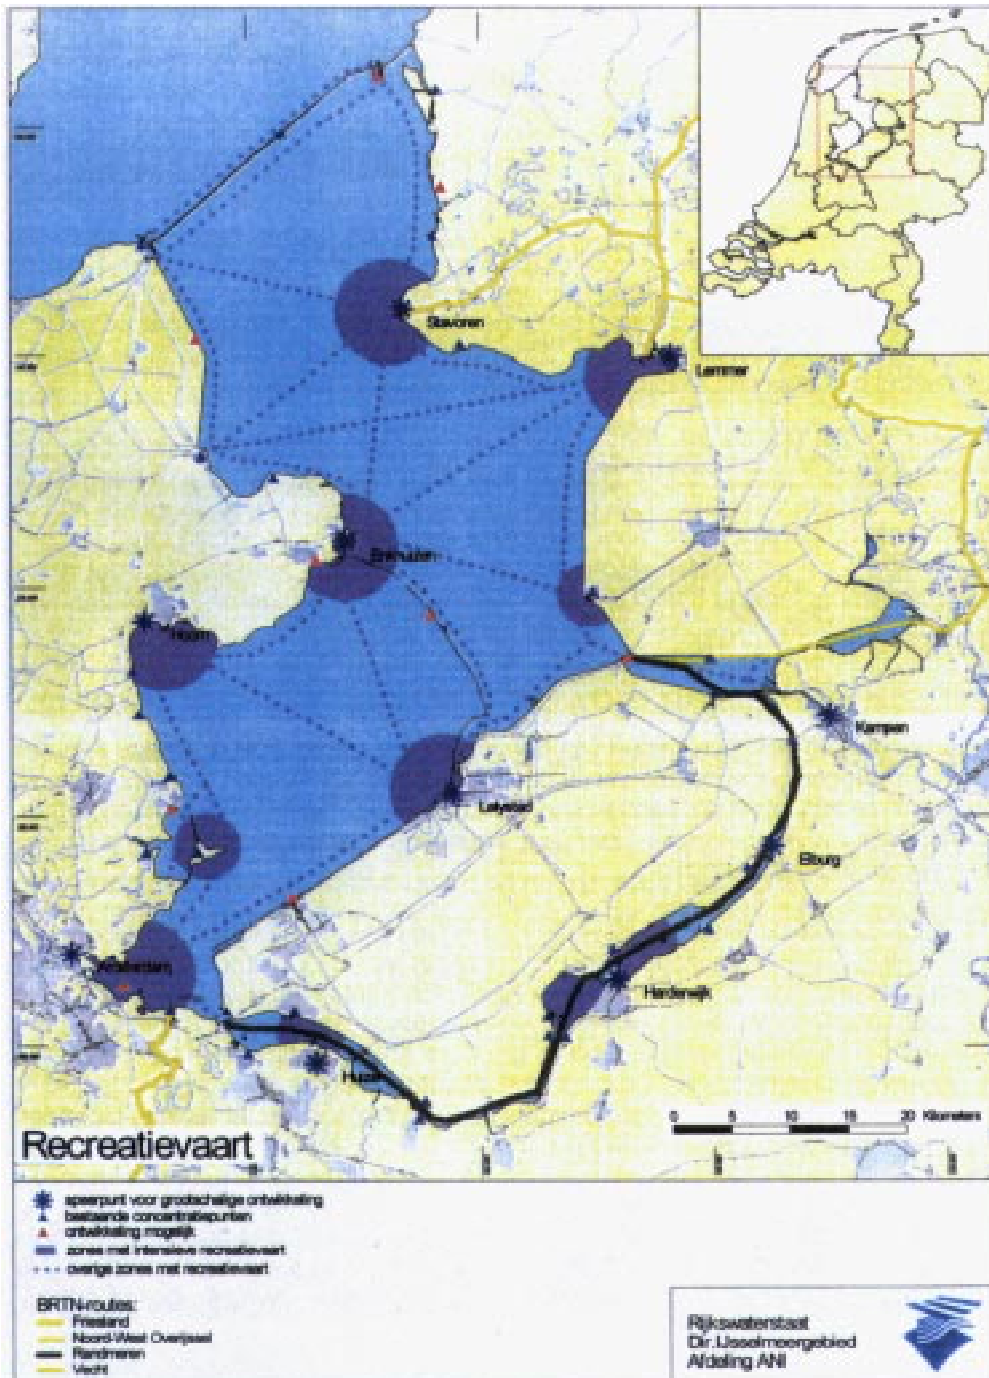 Stavoren
Lemmer
Enkhuizen
Hoorn
Kampen
Lelystad
Elburg
Amsterdam
Harderwijk
Huizen
0 5 10 15 20 Kilometers
Recreatievaart
speerpunt voor grootschalige ontwikkeling
bestaande concentratiepunten
ontwikkeling mogelijk
zones met intensieve recreatievaart
overige zones met recreatievaart
BRTN-routes:
Friesland
Noord-West Overijssel
Randmeren
Vecht
Rijkswaterstaat
Dir. IJsselmeergebied
Afdeling ANI